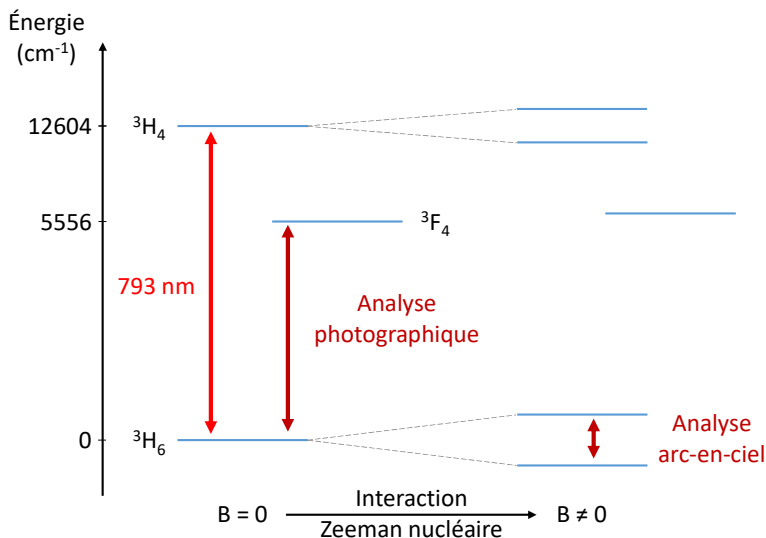 Énergie
(cm⁻¹)
12604
³H₄
5556
³F₄
793 nm
Analyse
photographique
0
³H₆
Analyse
arc-en-ciel
B = 0
Interaction
Zeeman nucléaire
B ≠ 0